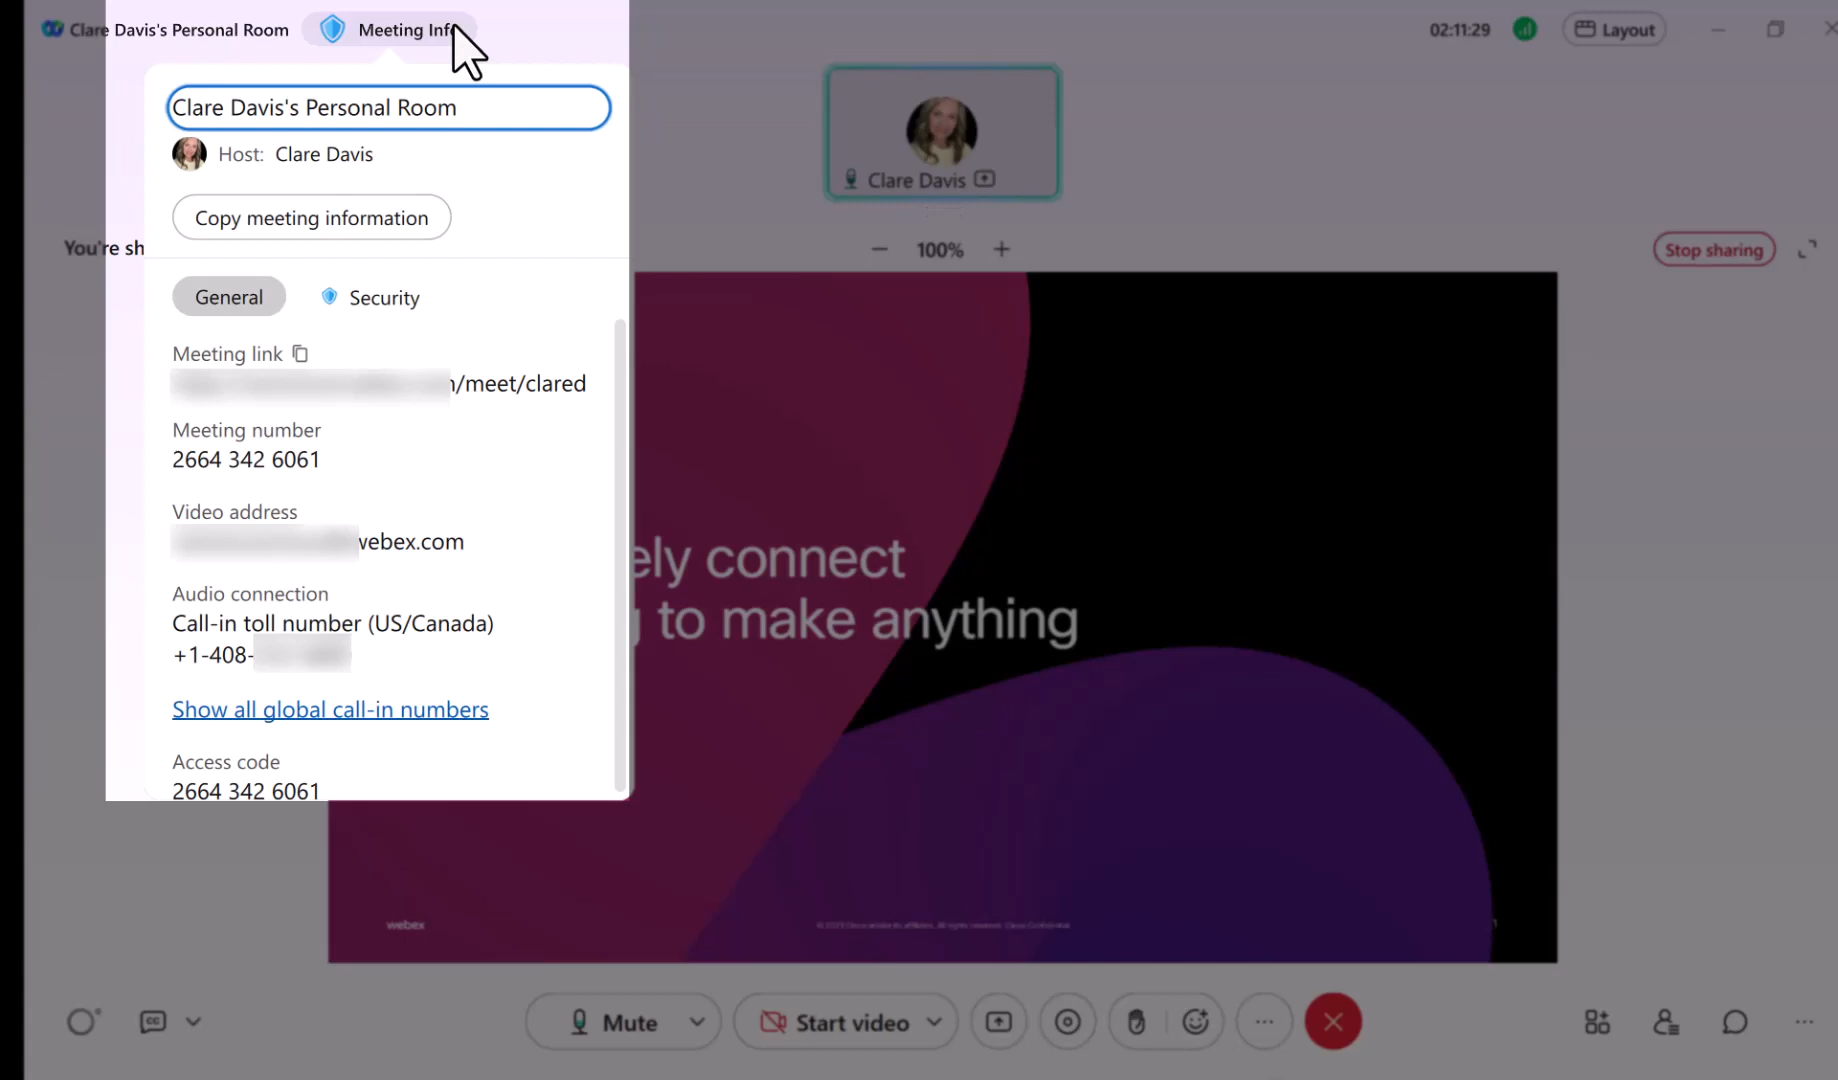 Clare Davis's Personal Room
Meeting Inf
02:11:29
Layout
Clare Davis's Personal Room
Host: Clare Davis
Copy meeting information
Clare Davis
You're sh
100%
Stop sharing
General
Security
Meeting link
/meet/clared
Meeting number
2664 342 6061
Video address
webex.com
Audio connection
Call-in toll number (US/Canada)
+1-408-
Show all global call-in numbers
Access code
2664 342 6061
ely connect
g to make anything
webex
CC
Mute
Start video